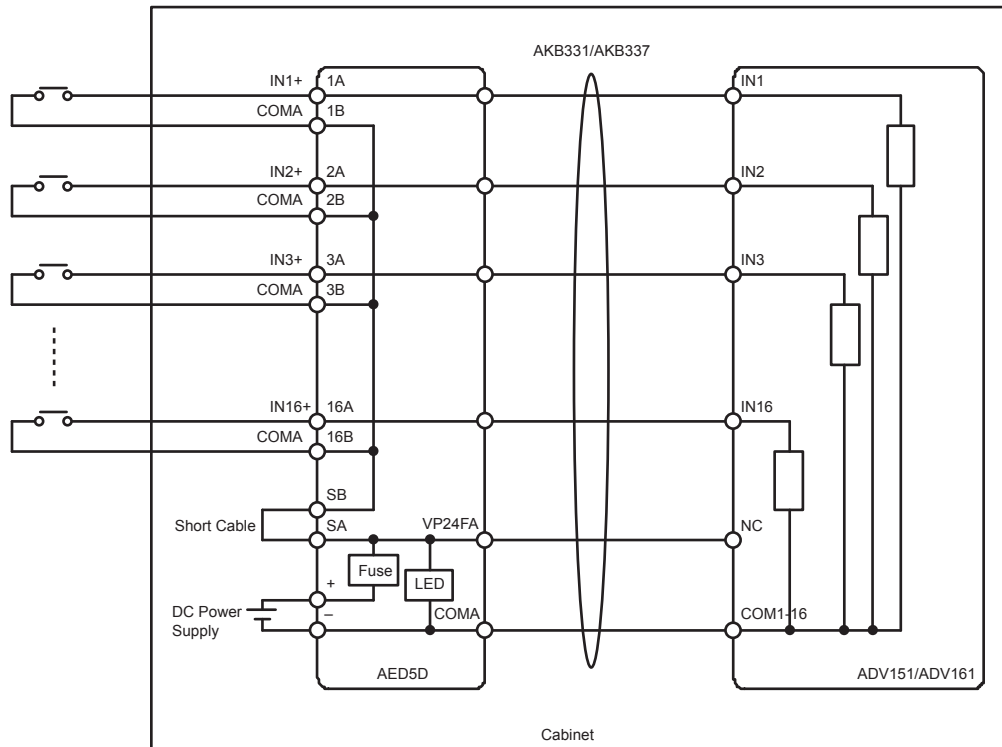 AKB331/AKB337
IN1+ 1A IN1
COMA 1B
IN2+ 2A IN2
COMA 2B
IN3+ 3A IN3
COMA 3B
IN16+ 16A IN16
COMA 16B
SB
Short Cable SA VP24FA NC
Fuse LED
+
DC Power
Supply
– COMA COM1-16
AED5D ADV151/ADV161
Cabinet